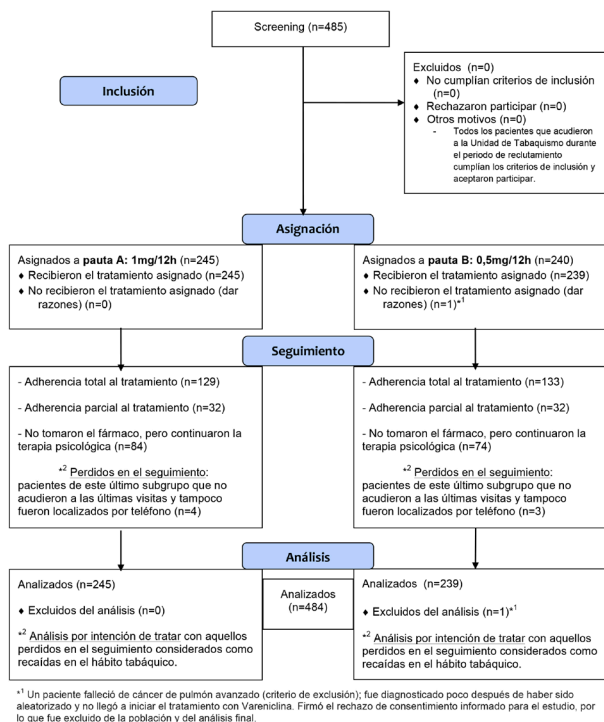 Screening (n=485)
Inclusión
Excluidos (n=0)
♦ No cumplían criterios de inclusión
(n=0)
♦ Rechazaron participar (n=0)
♦ Otros motivos (n=0)
- Todos los pacientes que acudieron
a la Unidad de Tabaquismo durante
el periodo de reclutamiento
cumplían los criterios de inclusión
y aceptaron participar.
Asignación
Asignados a pauta A: 1mg/12h (n=245)
♦ Recibieron el tratamiento asignado (n=245)
♦ No recibieron el tratamiento asignado (dar
razones) (n=0)
Asignados a pauta B: 0,5mg/12h (n=240)
♦ Recibieron el tratamiento asignado (n=239)
♦ No recibieron el tratamiento asignado (dar
razones) (n=1)*1
Seguimiento
- Adherencia total al tratamiento (n=129)
- Adherencia parcial al tratamiento (n=32)
- No tomaron el fármaco, pero continuaron la
terapia psicológica (n=84)
*2 Perdidos en el seguimiento:
pacientes de este último subgrupo que no
acudieron a las últimas visitas y tampoco
fueron localizados por teléfono (n=4)
- Adherencia total al tratamiento (n=133)
- Adherencia parcial al tratamiento (n=32)
- No tomaron el fármaco, pero continuaron la
terapia psicológica (n=74)
*2 Perdidos en el seguimiento:
pacientes de este último subgrupo que no
acudieron a las últimas visitas y tampoco
fueron localizados por teléfono (n=3)
Análisis
Analizados (n=245)
♦ Excluidos del análisis (n=0)
*2 Análisis por intención de tratar con aquellos
perdidos en el seguimiento considerados como
recaídas en el hábito tabáquico.
Analizados
(n=484)
Analizados (n=239)
♦ Excluidos del análisis (n=1)*1
*2 Análisis por intención de tratar con aquellos
perdidos en el seguimiento considerados como
recaídas en el hábito tabáquico.
*1 Un paciente falleció de cáncer de pulmón avanzado (criterio de exclusión); fue diagnosticado poco después de haber sido
aleatorizado y no llegó a iniciar el tratamiento con Vareniclina. Firmó el rechazo de consentimiento informado para el estudio, por
lo que fue excluido de la población y del análisis final.